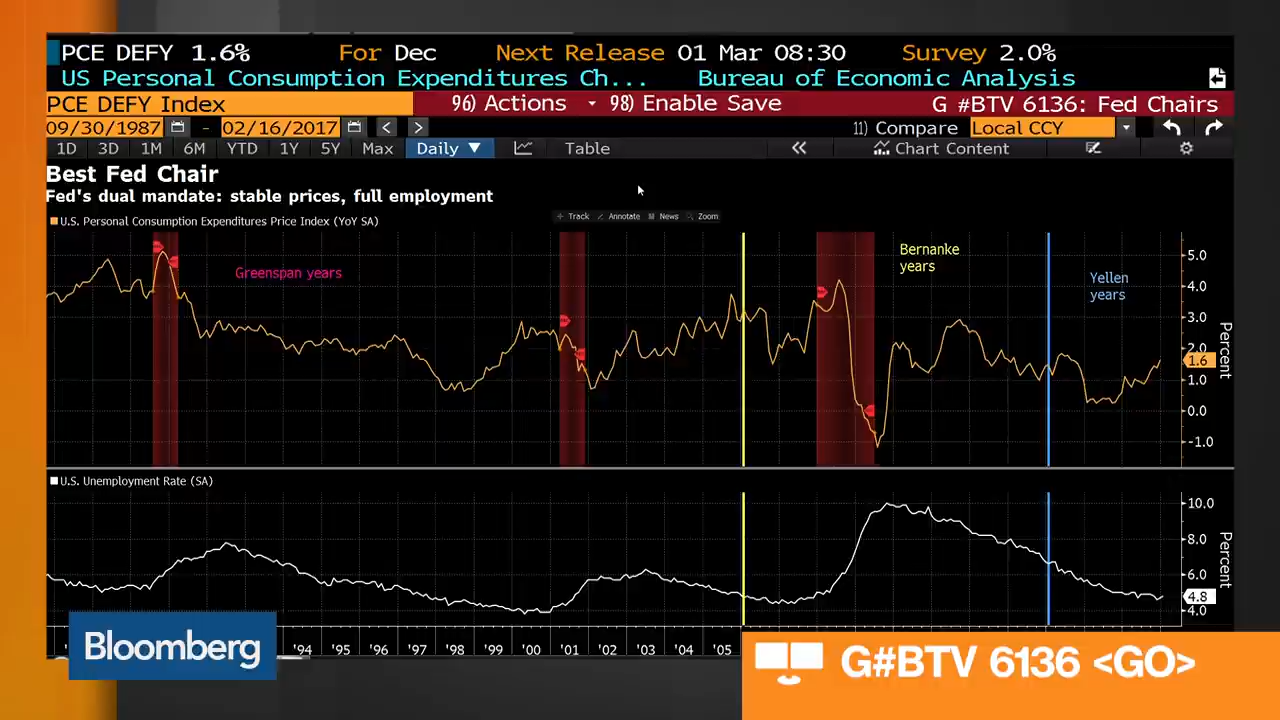 PCE DEFY 1.6% For Dec Next Release 01 Mar 08:30 Survey 2.0%
US Personal Consumption Expenditures Ch... Bureau of Economic Analysis
PCE DEFY Index 96) Actions 98) Enable Save G #BTV 6136: Fed Chairs
09/30/1987 - 02/16/2017 < > 11) Compare Local CCY
1D 3D 1M 6M YTD 1Y 5Y Max Daily ▼ Table « Chart Content
Best Fed Chair
Fed's dual mandate: stable prices, full employment
Track Annotate News Zoom
U.S. Personal Consumption Expenditures Price Index (YoY SA)
Greenspan years
Bernanke
years
Yellen
years
5.0
4.0
3.0
2.0
1.6
1.0
0.0
-1.0
Percent
U.S. Unemployment Rate (SA)
10.0
8.0
6.0
4.8
4.0
Percent
'94 '95 '96 '97 '98 '99 '00 '01 '02 '03 '04 '05
Bloomberg
G#BTV 6136 <GO>